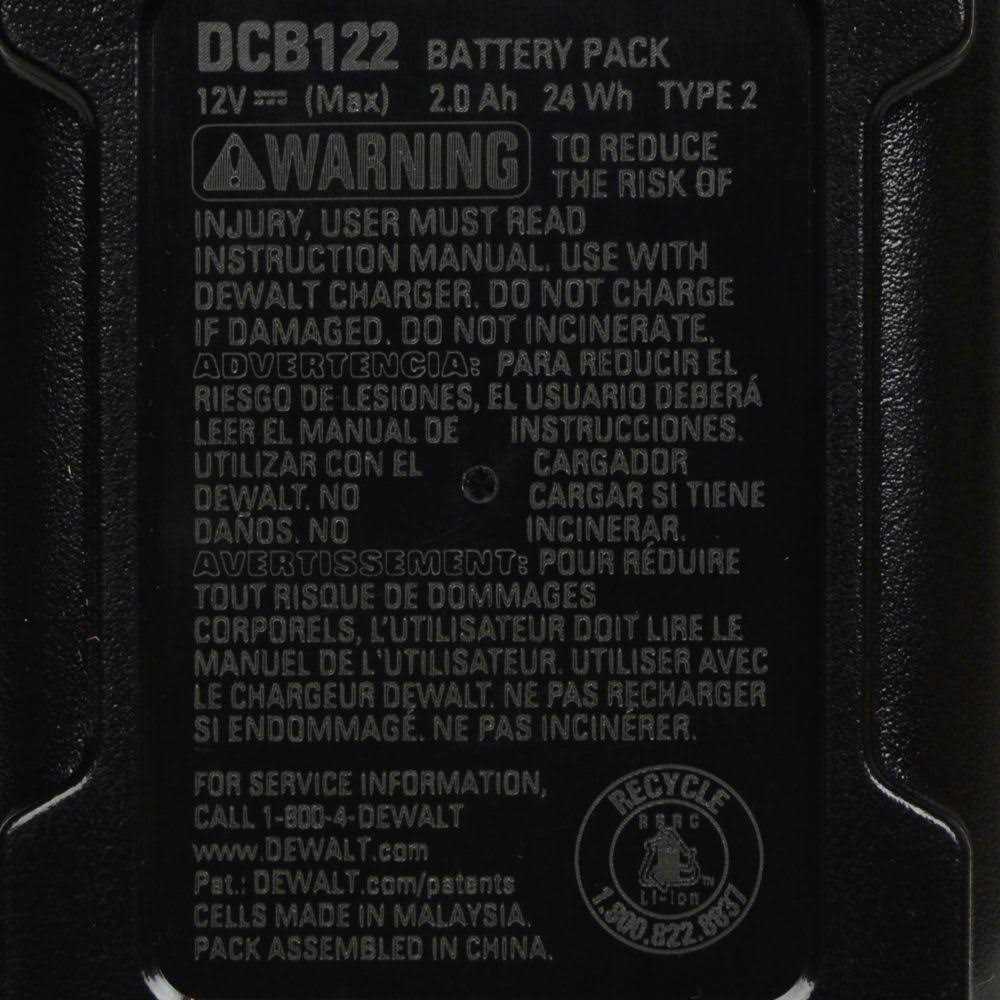 DCB122 BATTERY PACK
12V ⎓ (Max) 2.0 Ah 24 Wh TYPE 2
⚠WARNING TO REDUCE
THE RISK OF
INJURY, USER MUST READ
INSTRUCTION MANUAL. USE WITH
DEWALT CHARGER. DO NOT CHARGE
IF DAMAGED. DO NOT INCINERATE.
ADVERTENCIA: PARA REDUCIR EL
RIESGO DE LESIONES, EL USUARIO DEBERÁ
LEER EL MANUAL DE INSTRUCCIONES.
UTILIZAR CON EL CARGADOR
DEWALT. NO CARGAR SI TIENE
DAÑOS. NO INCINERAR.
AVERTISSEMENT: POUR RÉDUIRE
TOUT RISQUE DE DOMMAGES
CORPORELS, L'UTILISATEUR DOIT LIRE LE
MANUEL DE L'UTILISATEUR. UTILISER AVEC
LE CHARGEUR DEWALT. NE PAS RECHARGER
SI ENDOMMAGÉ. NE PAS INCINÉRER.
FOR SERVICE INFORMATION,
CALL 1-800-4-DEWALT
www.DEWALT.com
Pat.: DEWALT.com/patents
CELLS MADE IN MALAYSIA.
PACK ASSEMBLED IN CHINA.
RECYCLE
RBRC
TM
Li-Ion
1.800.822.8837